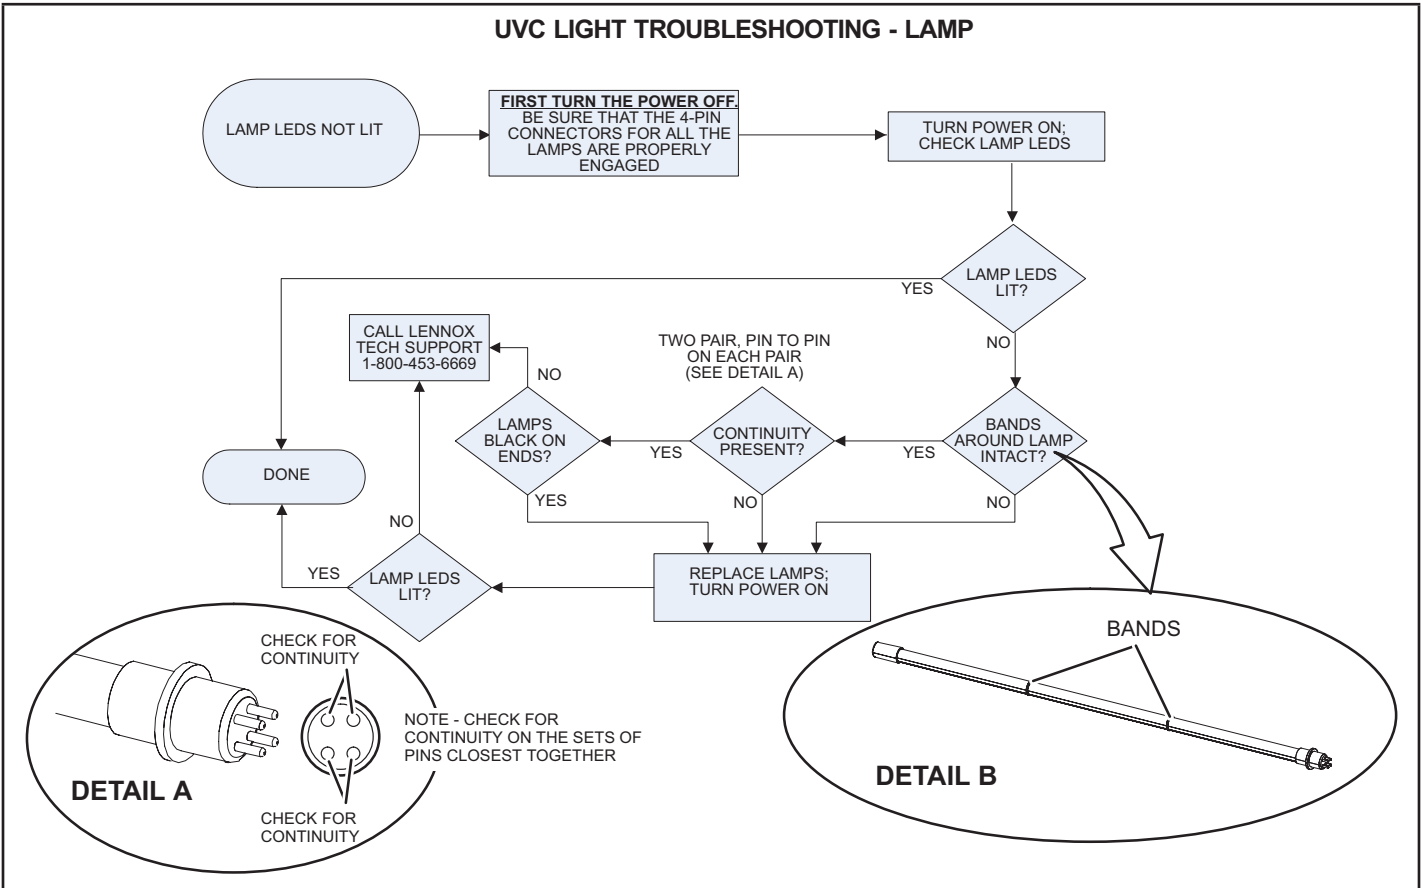 UVC LIGHT TROUBLESHOOTING - LAMP
LAMP LEDS NOT LIT
FIRST TURN THE POWER OFF.
BE SURE THAT THE 4-PIN
CONNECTORS FOR ALL THE
LAMPS ARE PROPERLY
ENGAGED
TURN POWER ON;
CHECK LAMP LEDS
LAMP LEDS
LIT?
YES
NO
CALL LENNOX
TECH SUPPORT
1-800-453-6669
TWO PAIR, PIN TO PIN
ON EACH PAIR
(SEE DETAIL A)
NO
LAMPS
BLACK ON
ENDS?
YES
CONTINUITY
PRESENT?
YES
BANDS
AROUND LAMP
INTACT?
DONE
YES
NO
NO
NO
YES
LAMP LEDS
LIT?
REPLACE LAMPS;
TURN POWER ON
CHECK FOR
CONTINUITY
NOTE - CHECK FOR
CONTINUITY ON THE SETS OF
PINS CLOSEST TOGETHER
DETAIL A
CHECK FOR
CONTINUITY
BANDS
DETAIL B